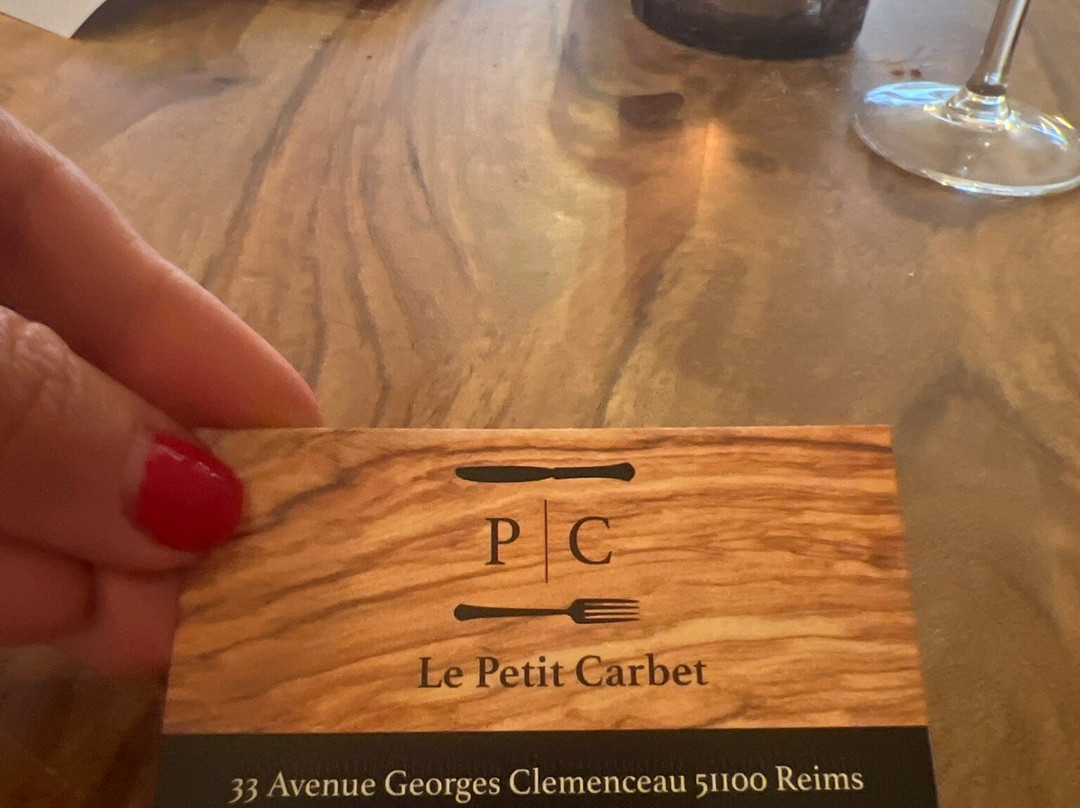 P | C
Le Petit Carbet
33 Avenue Georges Clemenceau 51100 Reims